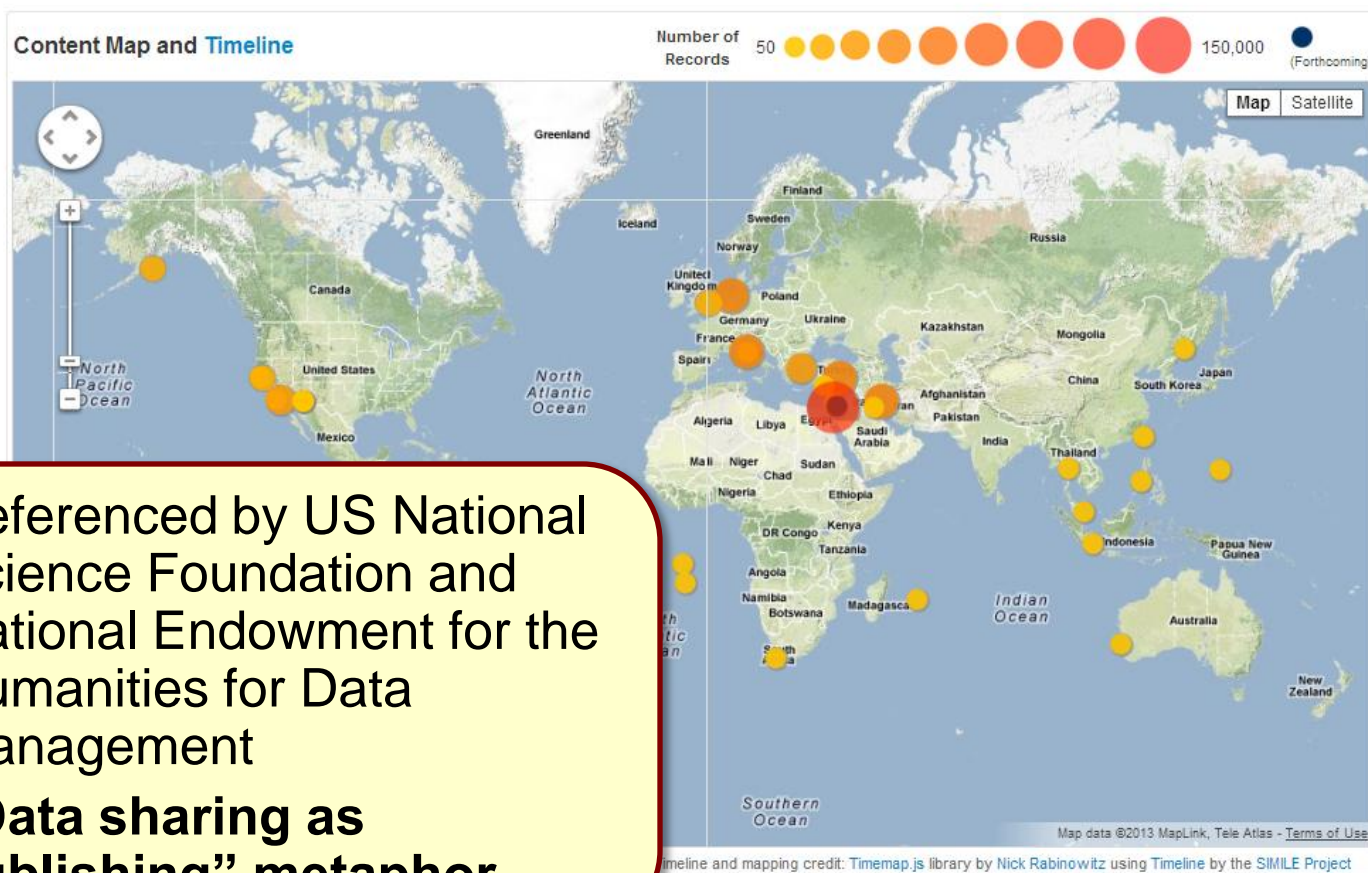 Content Map and Timeline
Number of Records
50
150,000
(Forthcoming
Map
Satellite
Greenland
Finland
Iceland
Sweden
Norway
Russia
United Kingdom
Canada
Poland
Germany
Ukraine
Kazakhstan
Mongolia
France
Spain
North Pacific Ocean
United States
North Atlantic Ocean
China
Japan
South Korea
Afghanistan
Pakistan
Mexico
Algeria
Libya
Saudi Arabia
India
Thailand
Mali
Niger
Chad
Sudan
Nigeria
Ethiopia
DR Congo
Kenya
Tanzania
Indonesia
Papua New Guinea
Angola
Namibia
Botswana
Madagasca
Indian Ocean
Australia
New Zealand
Southern Ocean
eferenced by US National
cience Foundation and
ational Endowment for the
umanities for Data
anagement
Data sharing as
ublishing” metaphor
Map data ©2013 MapLink, Tele Atlas - Terms of Use
imeline and mapping credit: Timemap.js library by Nick Rabinowitz using Timeline by the SIMILE Project